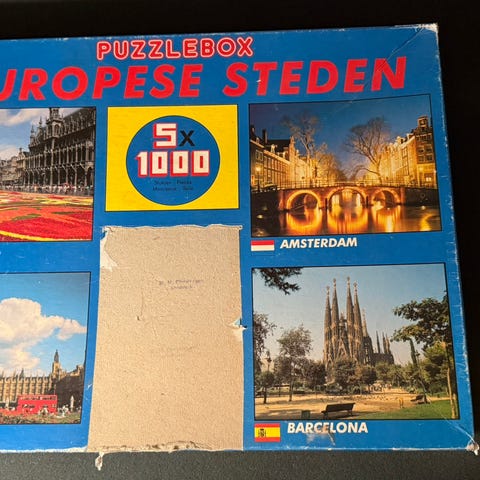 PUZZLEBOX
UROPESE STEDEN
5x
1000
AMSTERDAM
BARCELONA